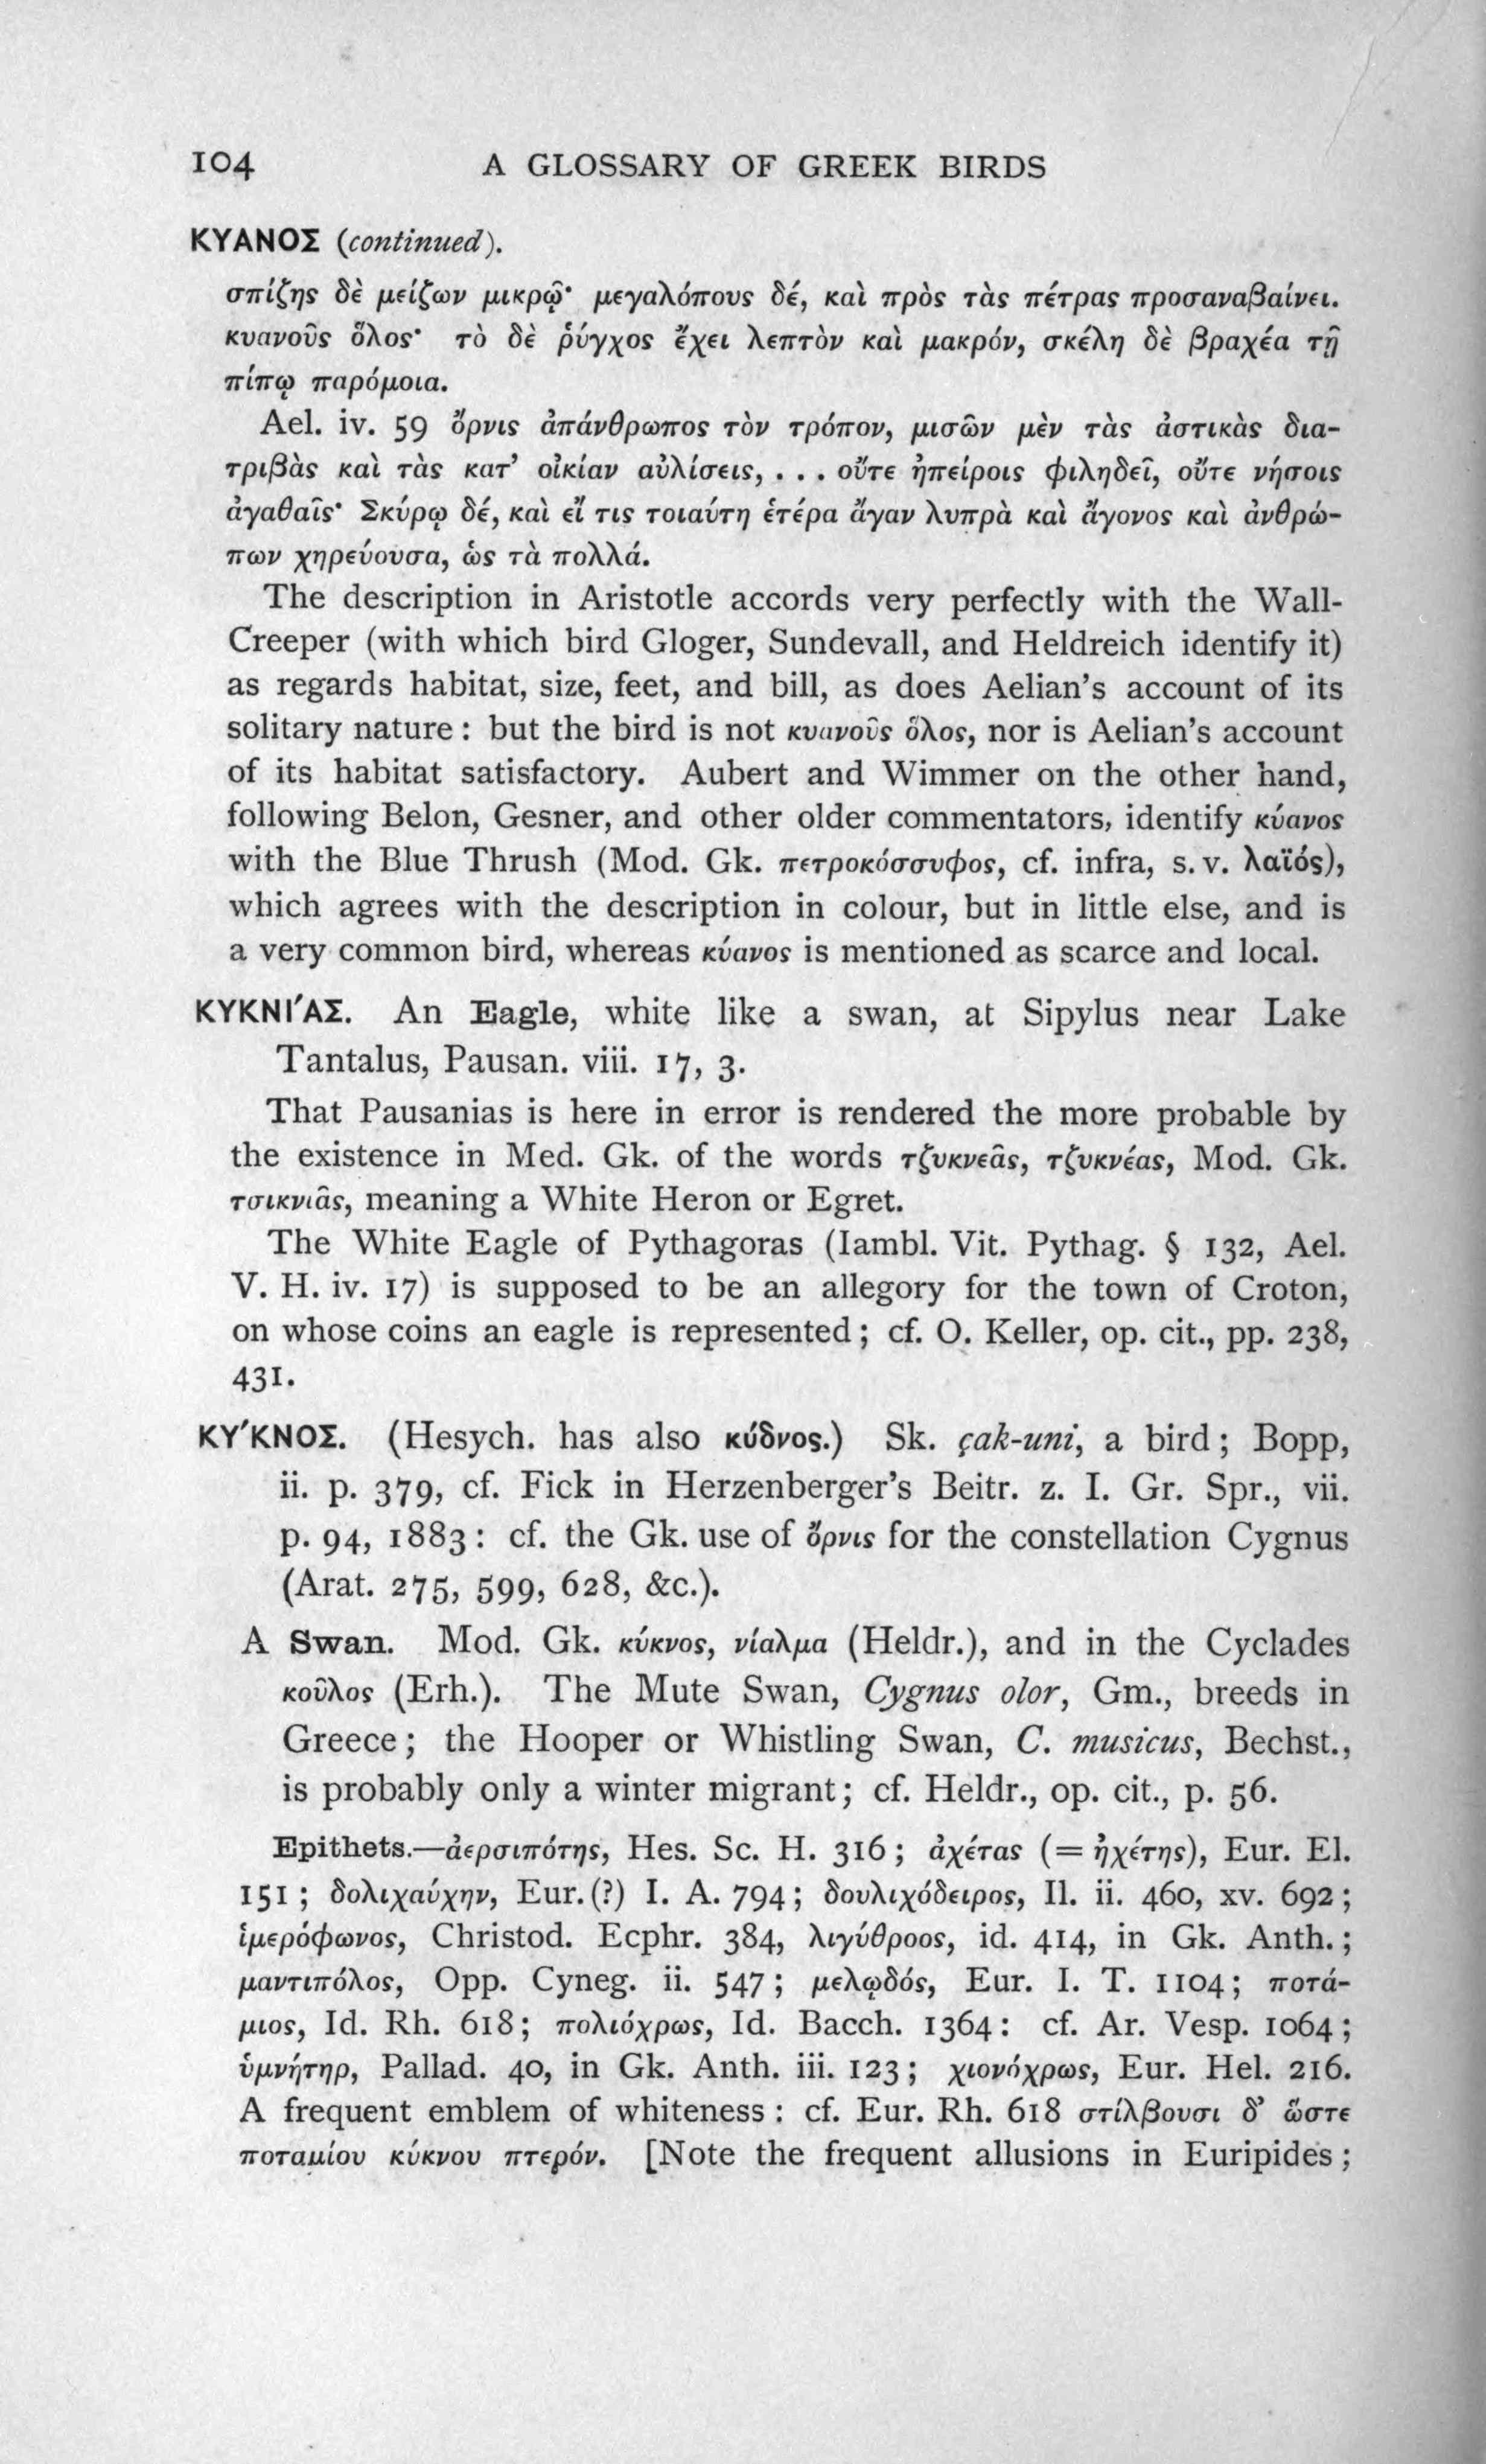 104 A GLOSSARY OF GREEK BIRDS
ΚΥΑΝΟΣ (continued).
σπίζης δὲ μείζων μικρῷ· μεγαλόπους δέ, καὶ πρὸς τὰς πέτρας προσαναβαίνει.
κυανοῦς ὅλος· τὸ δὲ ῥύγχος ἔχει λεπτὸν καὶ μακρόν, σκέλη δὲ βραχέα τῇ
πίπῳ παρόμοια.
Ael. iv. 59 ὄρνις ἀπάνθρωπος τὸν τρόπον, μισῶν μὲν τὰς ἀστικὰς δια-
τριβὰς καὶ τὰς κατ’ οἰκίαν αὐλίσεις, . . . οὔτε ἠπείροις φιληδεῖ, οὔτε νήσοις
ἀγαθαῖς· Σκύρῳ δέ, καὶ εἴ τις τοιαύτη ἑτέρα ἄγαν λυπρὰ καὶ ἄγονος καὶ ἀνθρώ-
πων χηρεύουσα, ὡς τὰ πολλά.
The description in Aristotle accords very perfectly with the Wall-
Creeper (with which bird Gloger, Sundevall, and Heldreich identify it)
as regards habitat, size, feet, and bill, as does Aelian's account of its
solitary nature: but the bird is not κυανοῦς ὅλος, nor is Aelian's account
of its habitat satisfactory. Aubert and Wimmer on the other hand,
following Belon, Gesner, and other older commentators, identify κύανος
with the Blue Thrush (Mod. Gk. πετροκόσσυφος, cf. infra, s. v. λαϊός),
which agrees with the description in colour, but in little else, and is
a very common bird, whereas κύανος is mentioned as scarce and local.
ΚΥΚΝΙ´ΑΣ. An Eagle, white like a swan, at Sipylus near Lake
Tantalus, Pausan. viii. 17, 3.
That Pausanias is here in error is rendered the more probable by
the existence in Med. Gk. of the words τζυκνεᾶς, τζυκνέας, Mod. Gk.
τσικνιᾶς, meaning a White Heron or Egret.
The White Eagle of Pythagoras (Iambl. Vit. Pythag. § 132, Ael.
V. H. iv. 17) is supposed to be an allegory for the town of Croton,
on whose coins an eagle is represented; cf. O. Keller, op. cit., pp. 238,
431.
ΚΥ´ΚΝΟΣ. (Hesych. has also κύδνος.) Sk. çak-uni, a bird; Bopp,
ii. p. 379, cf. Fick in Herzenberger's Beitr. z. I. Gr. Spr., vii.
p. 94, 1883: cf. the Gk. use of ὄρνις for the constellation Cygnus
(Arat. 275, 599, 628, &c.).
A Swan. Mod. Gk. κύκνος, νίαλμα (Heldr.), and in the Cyclades
κοῦλος (Erh.). The Mute Swan, Cygnus olor, Gm., breeds in
Greece; the Hooper or Whistling Swan, C. musicus, Bechst.,
is probably only a winter migrant; cf. Heldr., op. cit., p. 56.
Epithets.—ἀερσιπότης, Hes. Sc. H. 316; ἀχέτας (= ἠχέτης), Eur. El.
151; δολιχαύχην, Eur.(?) I. A. 794; δουλιχόδειρος, Il. ii. 460, xv. 692;
ἱμερόφωνος, Christod. Ecphr. 384, λιγύθροος, id. 414, in Gk. Anth.;
μαντιπόλος, Opp. Cyneg. ii. 547; μελῳδός, Eur. I. T. 1104; ποτά-
μιος, Id. Rh. 618; πολιόχρως, Id. Bacch. 1364: cf. Ar. Vesp. 1064;
ὑμνήτηρ, Pallad. 40, in Gk. Anth. iii. 123; χιονόχρως, Eur. Hel. 216.
A frequent emblem of whiteness: cf. Eur. Rh. 618 στίλβουσι δ’ ὥστε
ποταμίου κύκνου πτερόν. [Note the frequent allusions in Euripides;